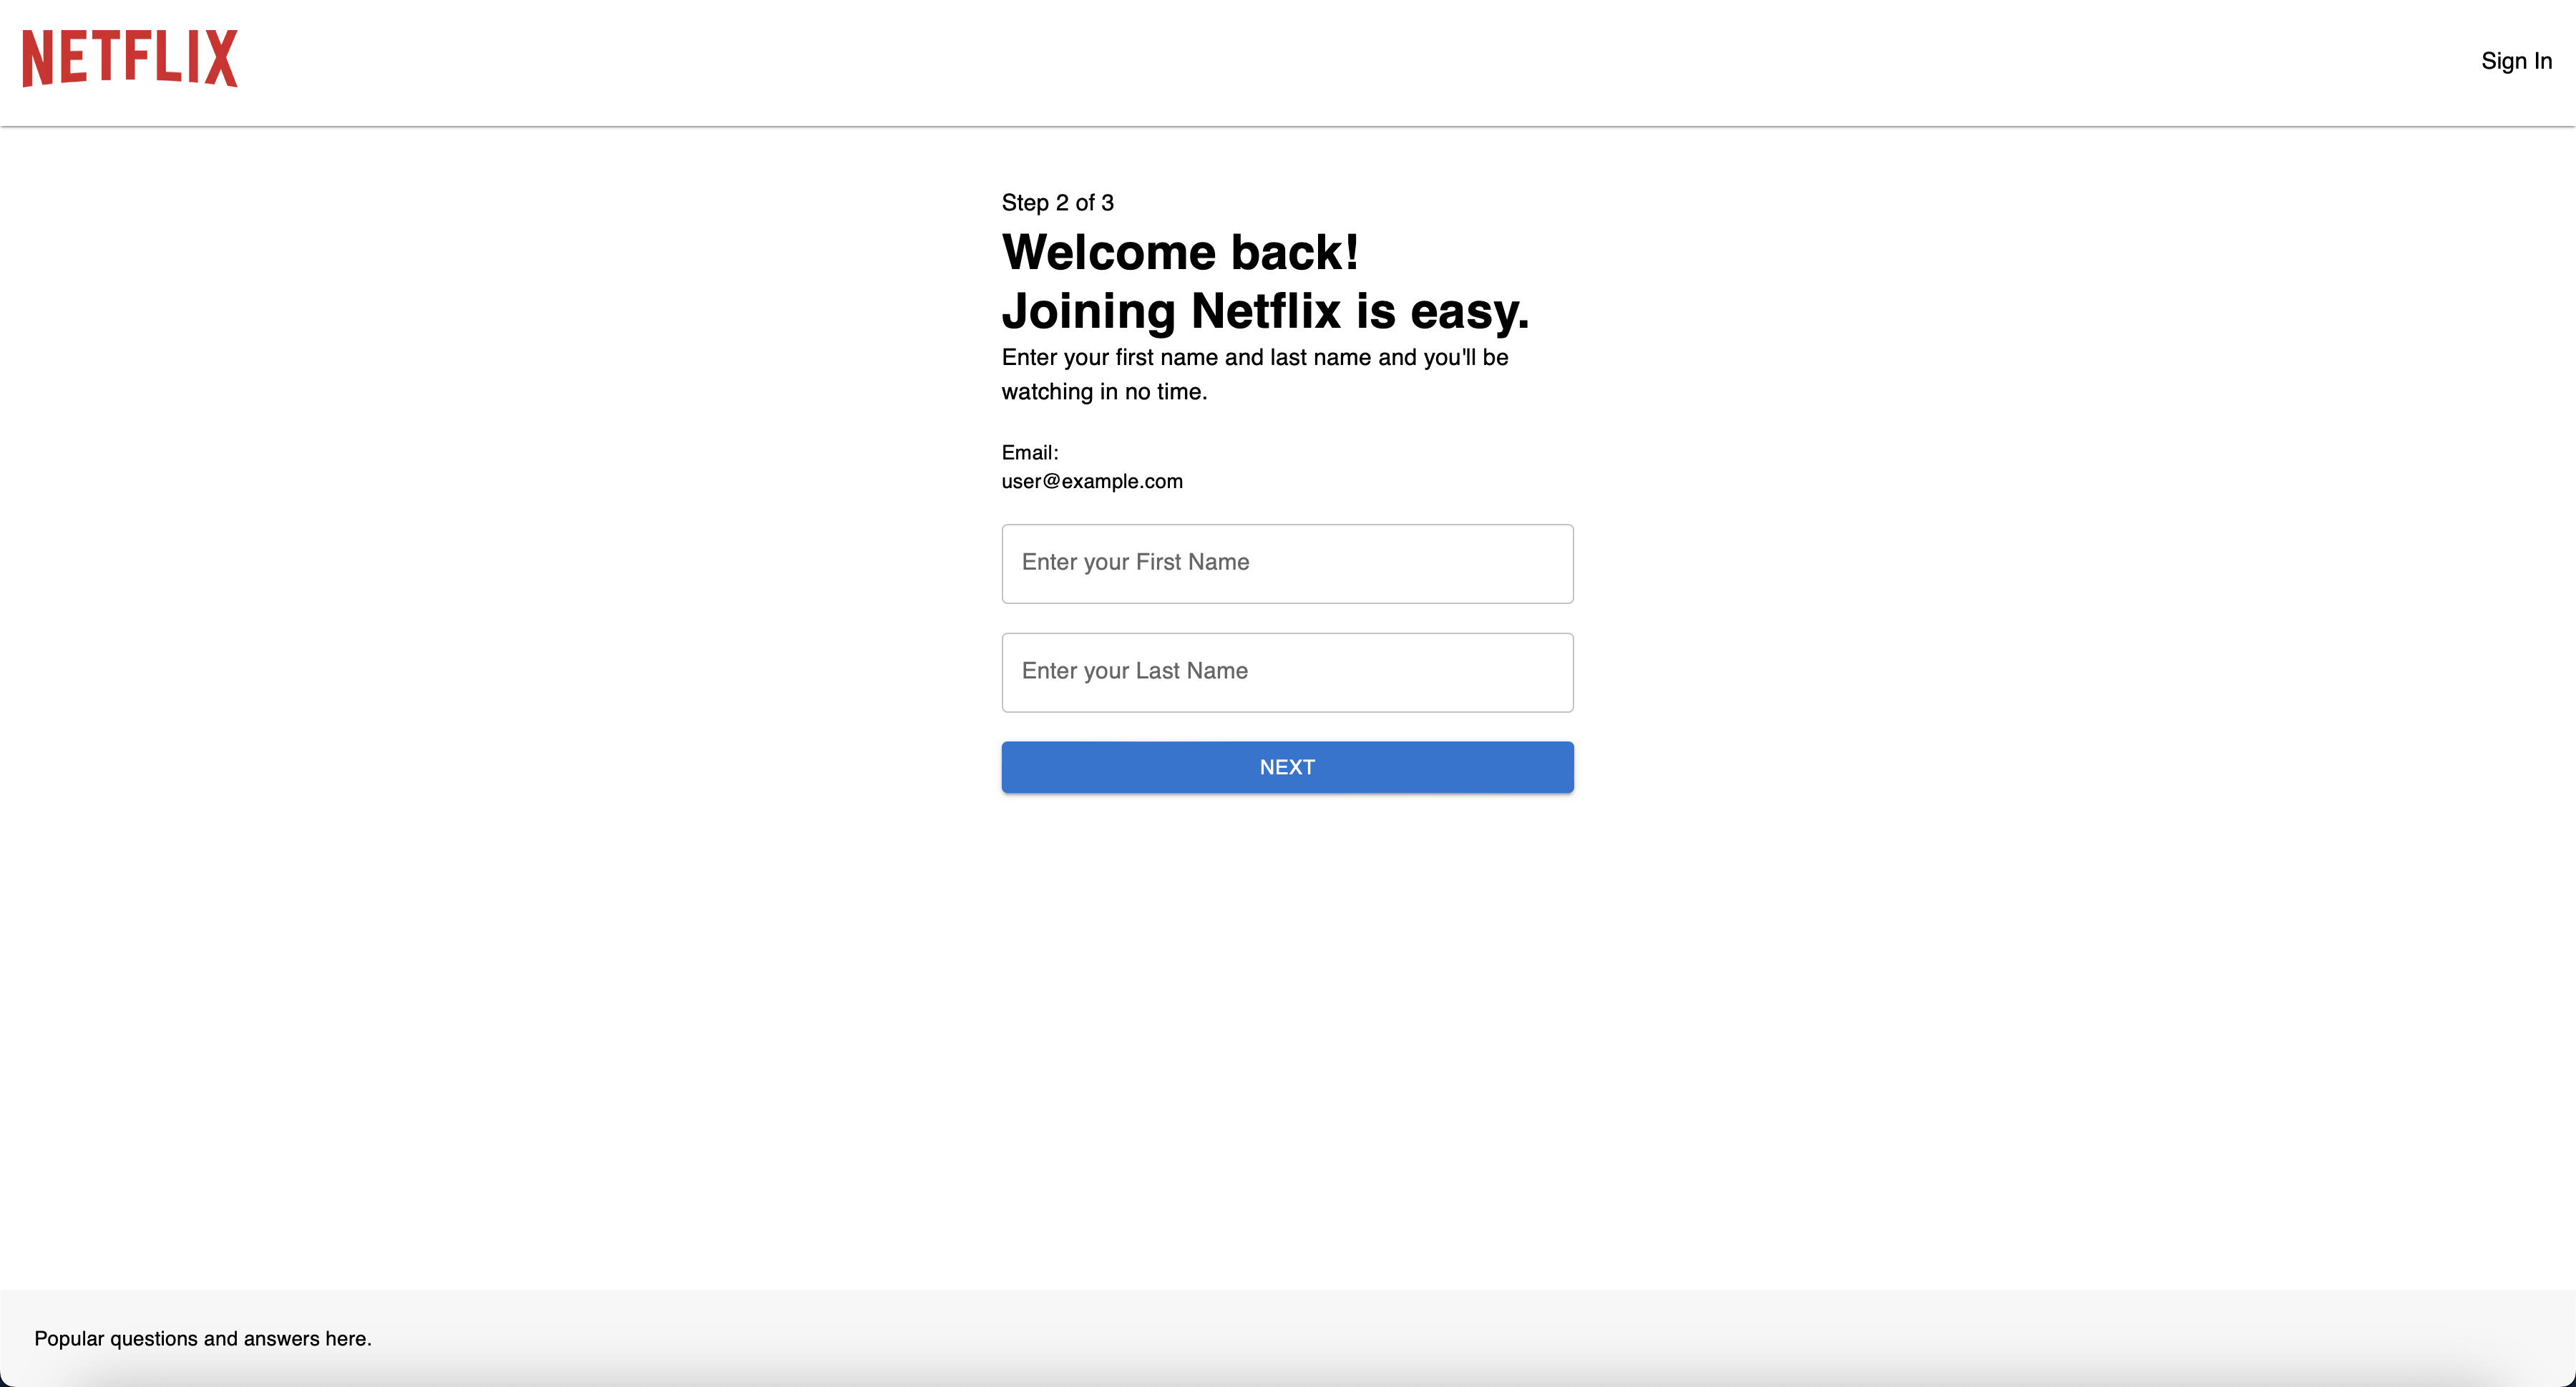 NETFLIX
Sign In
Step 2 of 3
Welcome back!
Joining Netflix is easy.
Enter your first name and last name and you'll be
watching in no time.
Email:
user@example.com
Enter your First Name
Enter your Last Name
NEXT
Popular questions and answers here.